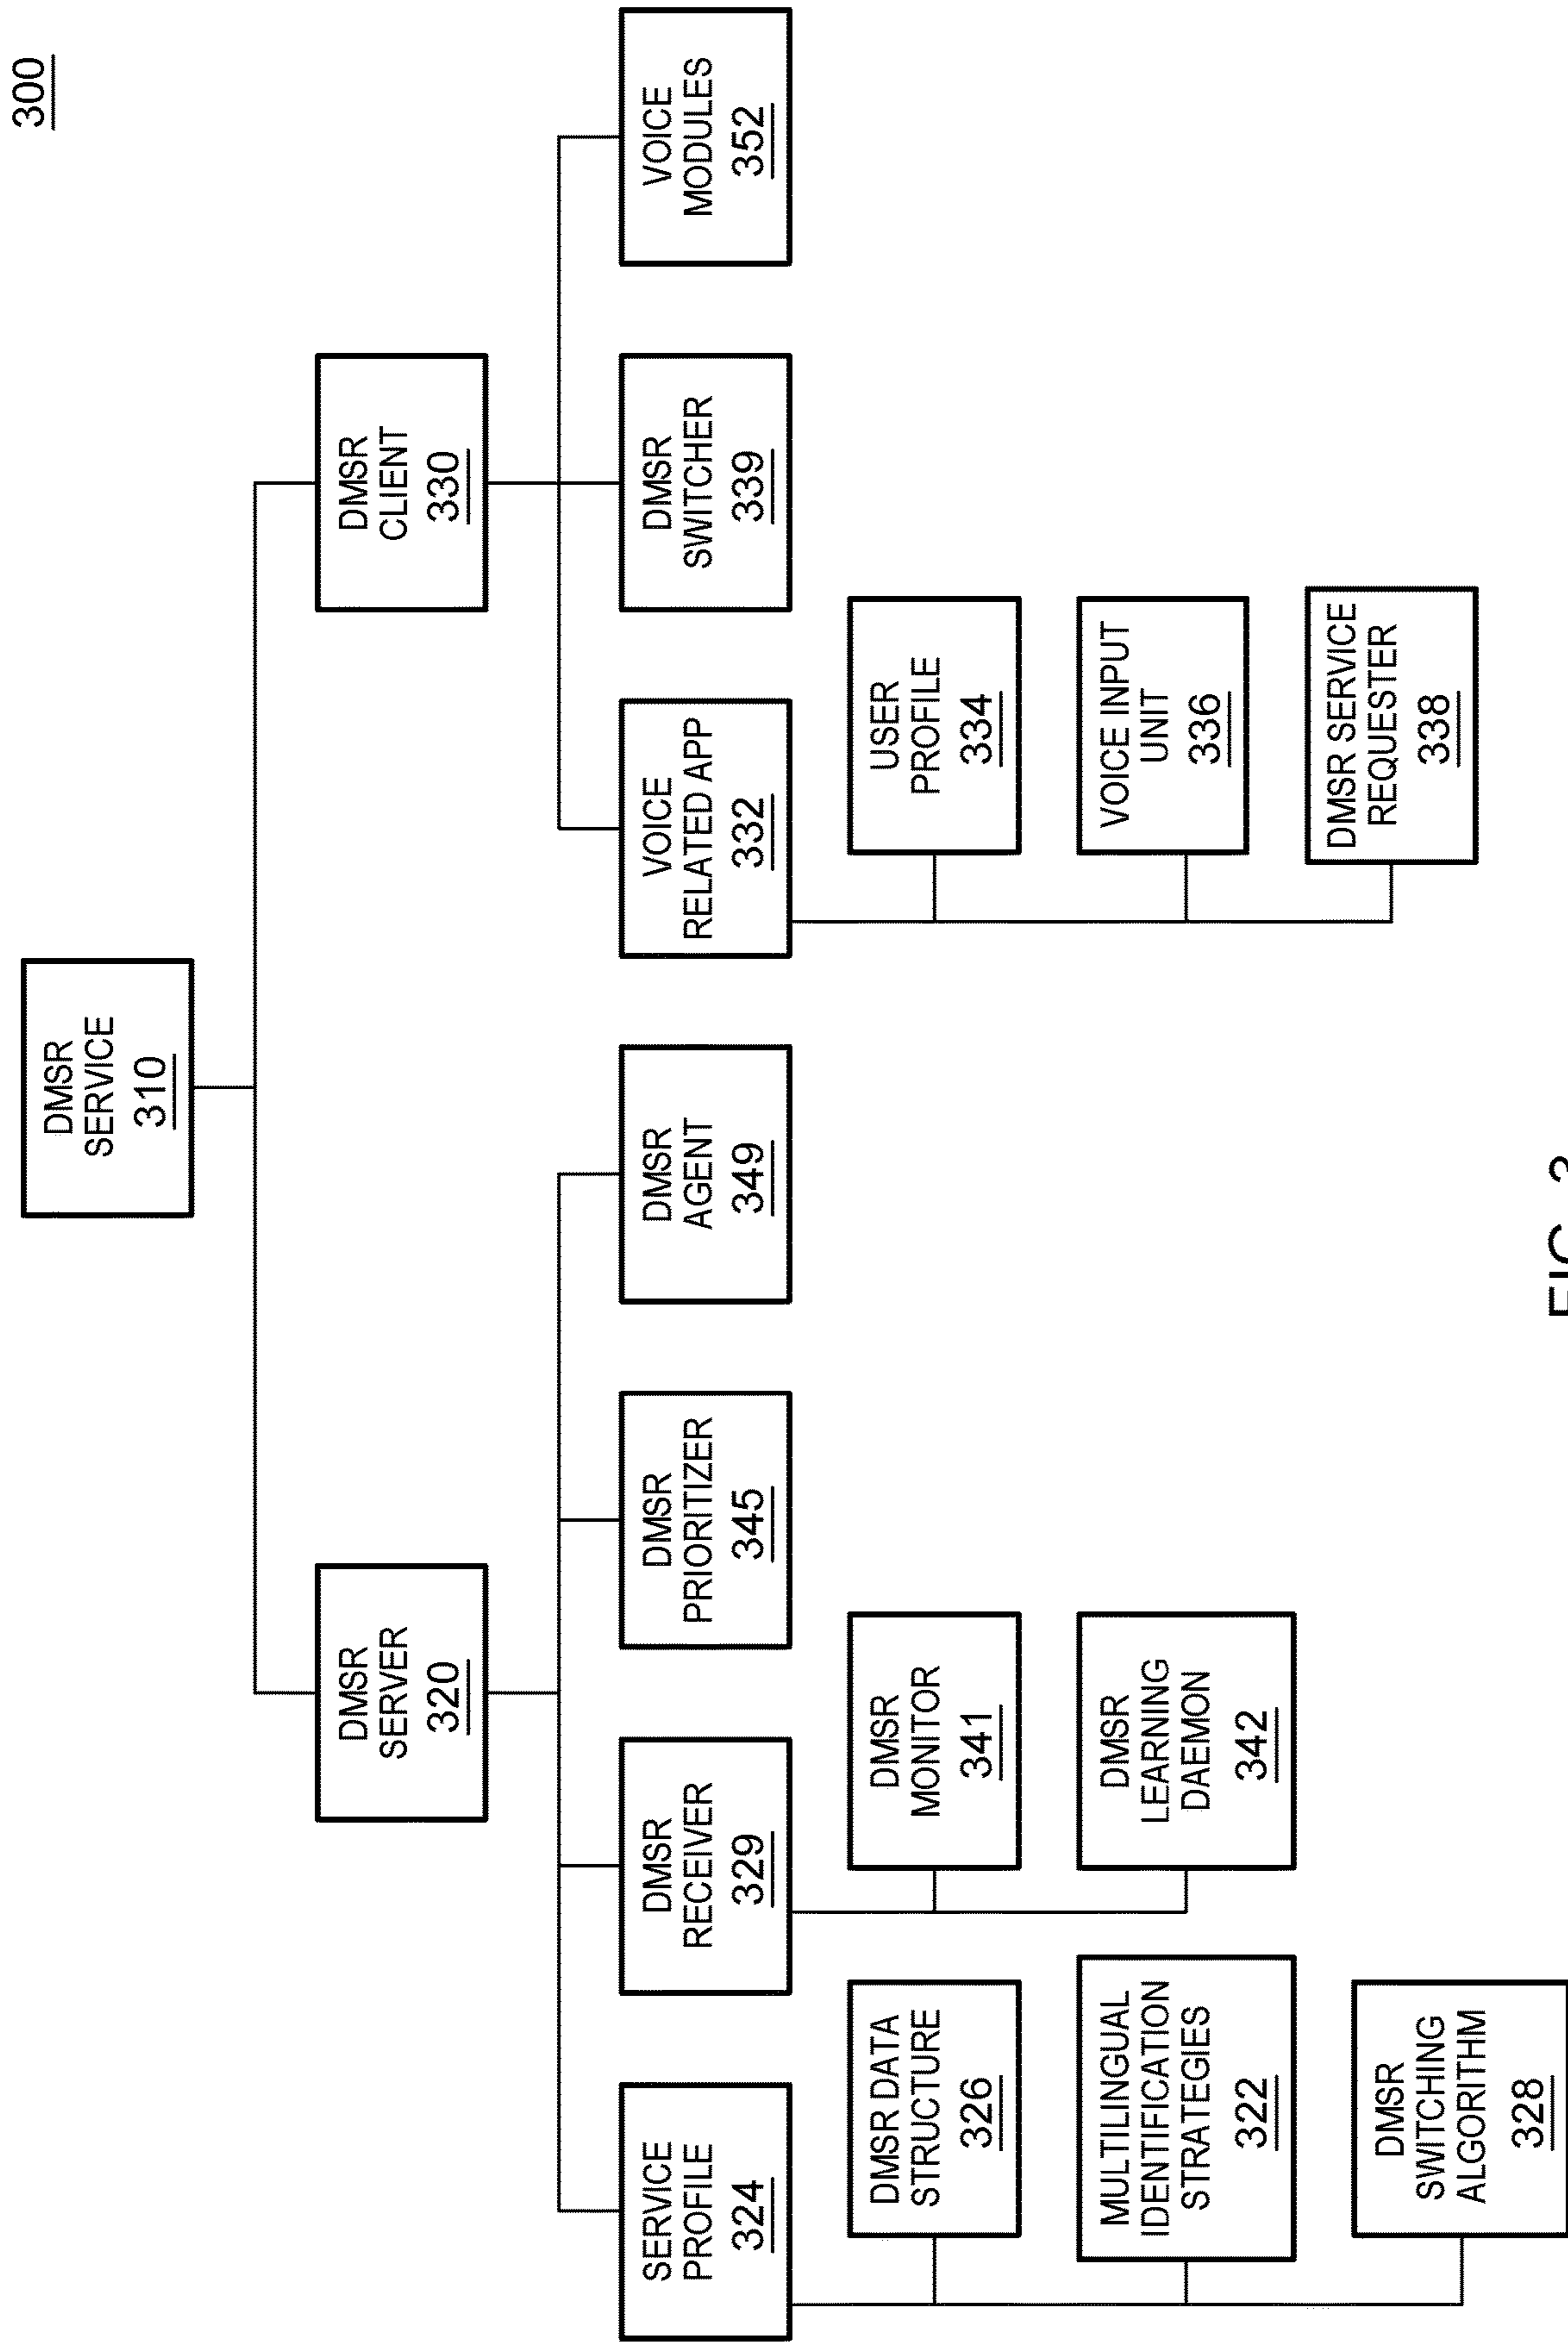 300
DMSR
SERVICE
310
DMSR
SERVER
320
DMSR
CLIENT
330
SERVICE
PROFILE
324
DMSR
RECEIVER
329
DMSR
PRIORITIZER
345
DMSR
AGENT
349
VOICE
RELATED APP
332
DMSR
SWITCHER
339
VOICE
MODULES
352
DMSR DATA
STRUCTURE
326
DMSR
MONITOR
341
USER
PROFILE
334
MULTILINGUAL
IDENTIFICATION
STRATEGIES
322
DMSR
LEARNING
DAEMON
342
VOICE INPUT
UNIT
336
DMSR
SWITCHING
ALGORITHM
328
DMSR SERVICE
REQUESTER
338
FIG. 3